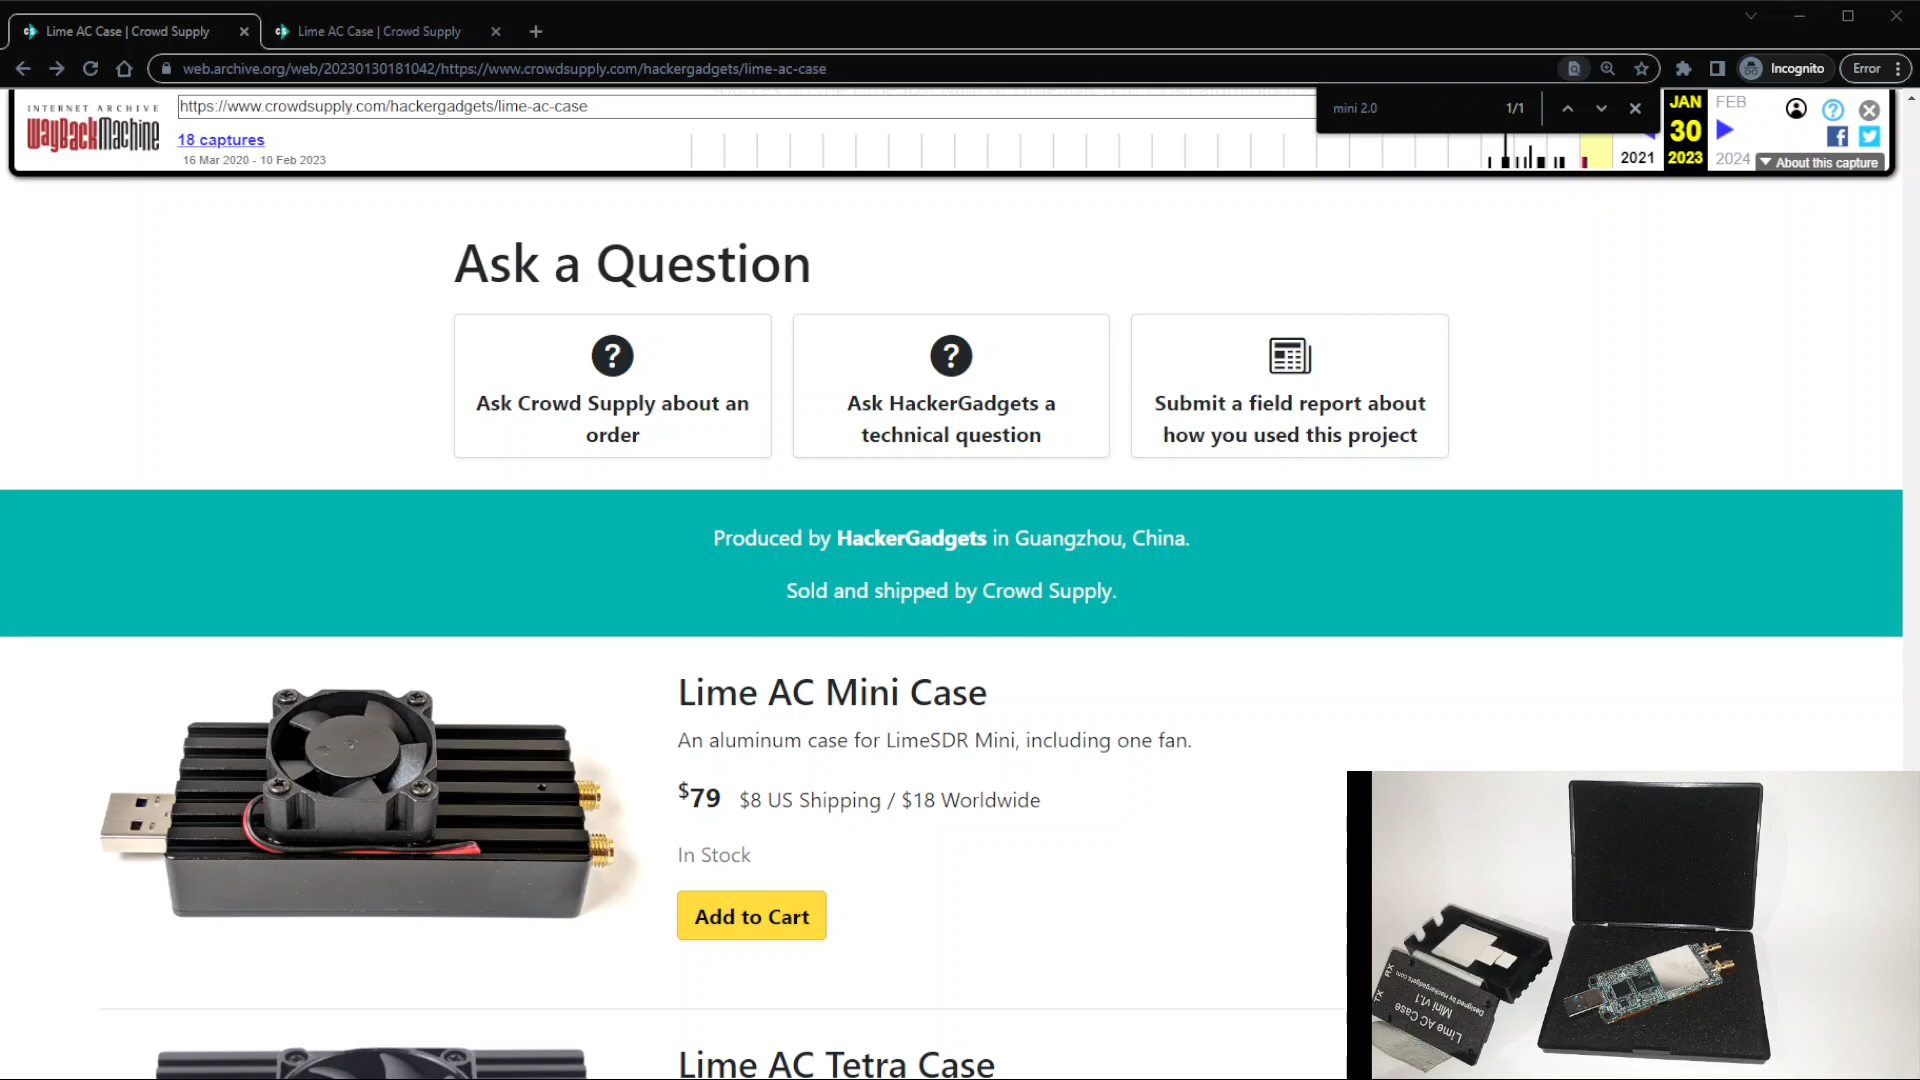 Lime AC Case | Crowd Supply
Lime AC Case | Crowd Supply
web.archive.org/web/20230130181042/https://www.crowdsupply.com/hackergadgets/lime-ac-case
Incognito
Error
INTERNET ARCHIVE
WayBackMachine
https://www.crowdsupply.com/hackergadgets/lime-ac-case
18 captures
16 Mar 2020 - 10 Feb 2023
mini 2.0
1/1
JAN
FEB
30
2021
2023
2024
About this capture
Ask a Question
Ask Crowd Supply about an
order
Ask HackerGadgets a
technical question
Submit a field report about
how you used this project
Produced by HackerGadgets in Guangzhou, China.
Sold and shipped by Crowd Supply.
Lime AC Mini Case
An aluminum case for LimeSDR Mini, including one fan.
$79 $8 US Shipping / $18 Worldwide
In Stock
Add to Cart
Lime AC Tetra Case
RX
TX
Lime AC Case
Mini V1.1
Designed by Hackergadgets.com